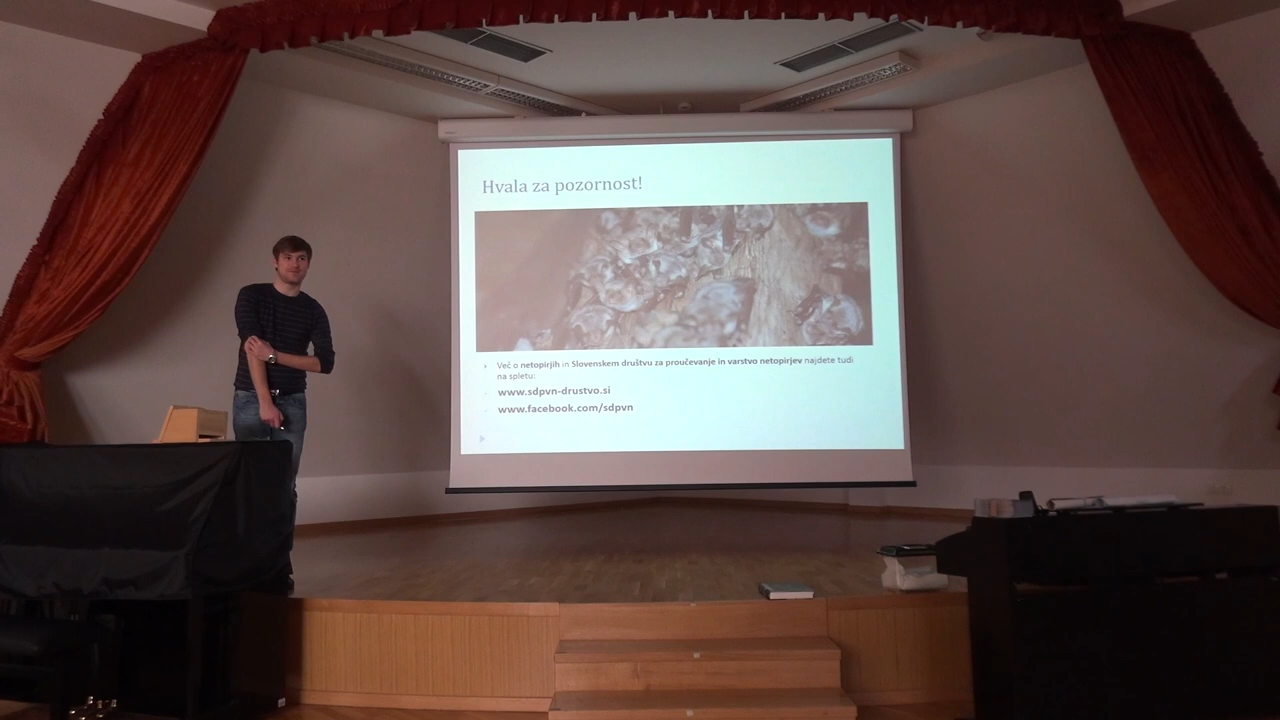 Hvala za pozornost!
Več o netopirjih in Slovenskem društvu za proučevanje in varstvo netopirjev najdete tudi
na spletu:
www.sdpvn-drustvo.si
www.facebook.com/sdpvn